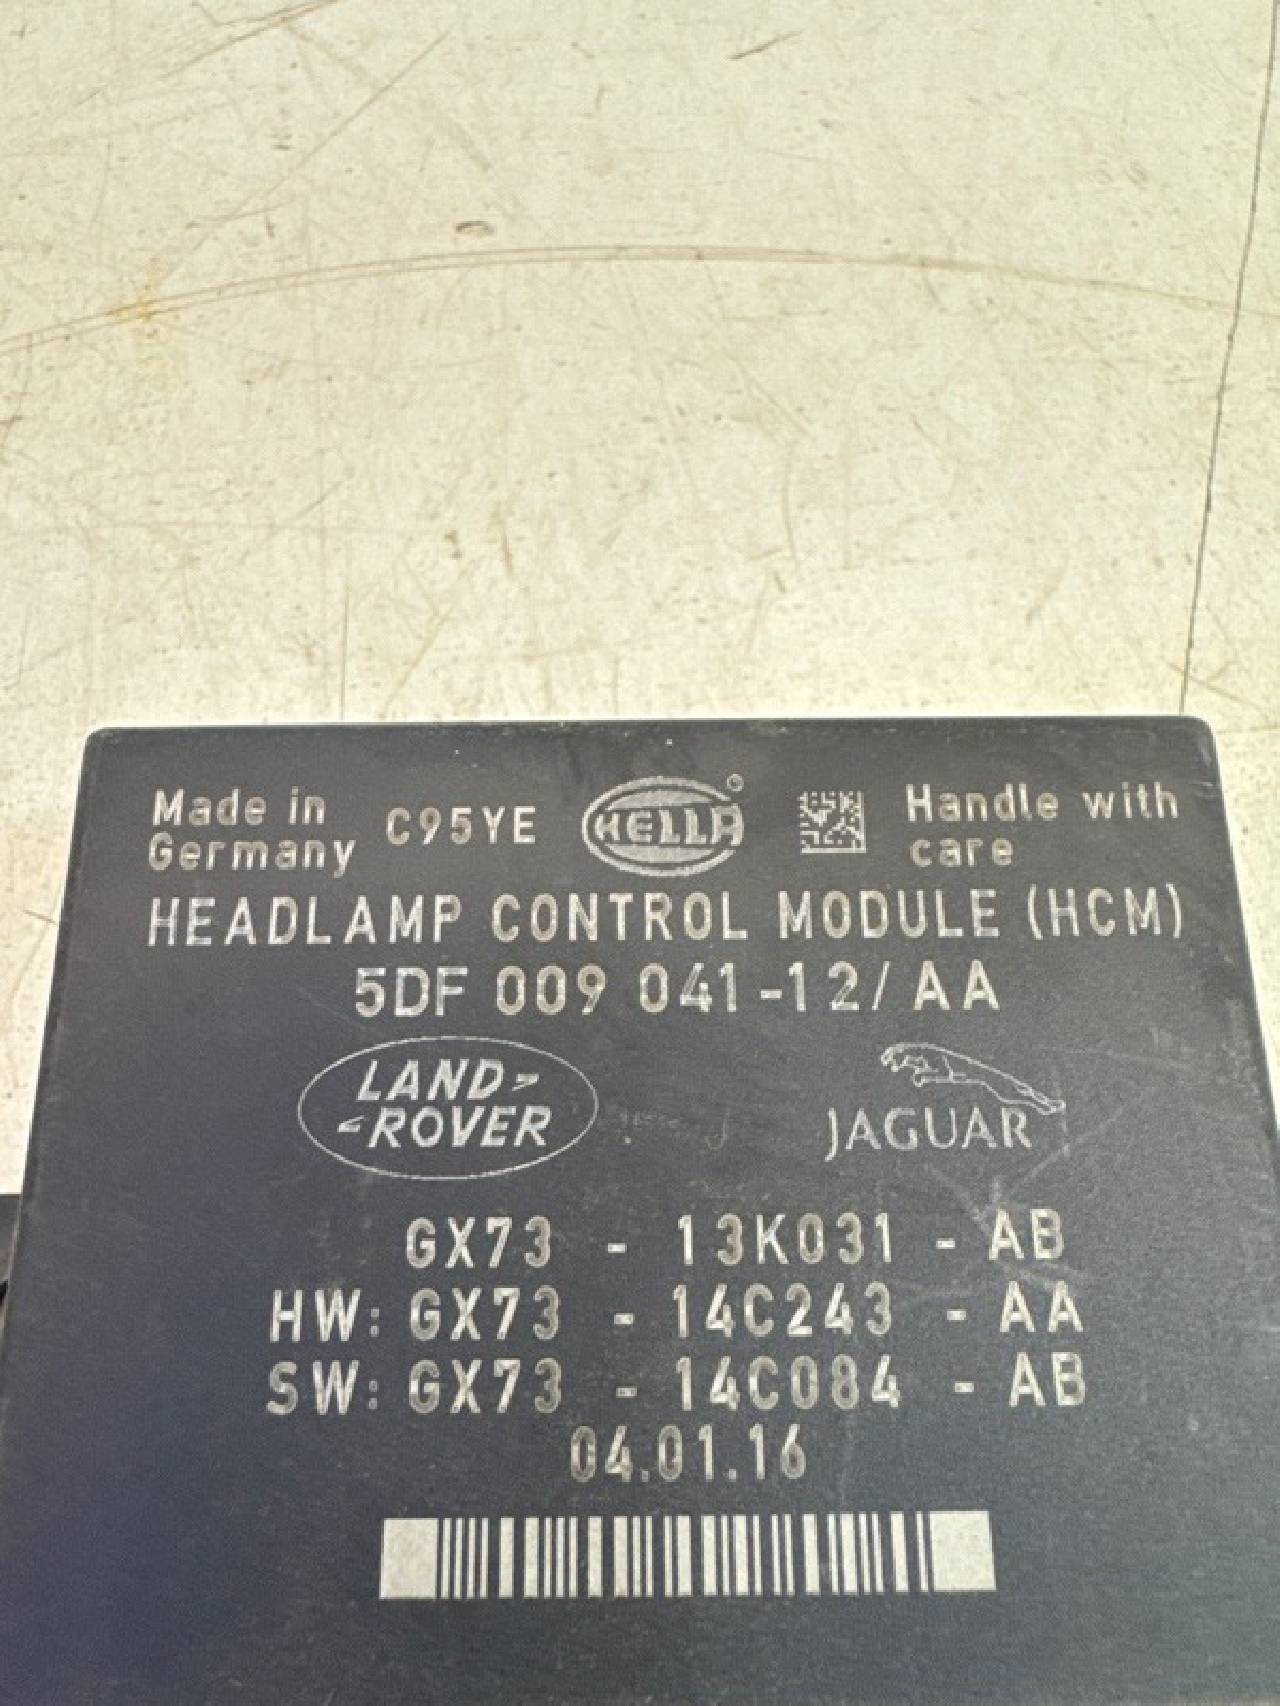 Made in
Germany
C95YE
HELLA®
Handle with
care
HEADLAMP CONTROL MODULE (HCM)
5DF 009 041-12/AA
LAND
ROVER
JAGUAR
GX73 - 13K031 - AB
HW: GX73 - 14C243 - AA
SW: GX73 - 14C084 - AB
04.01.16